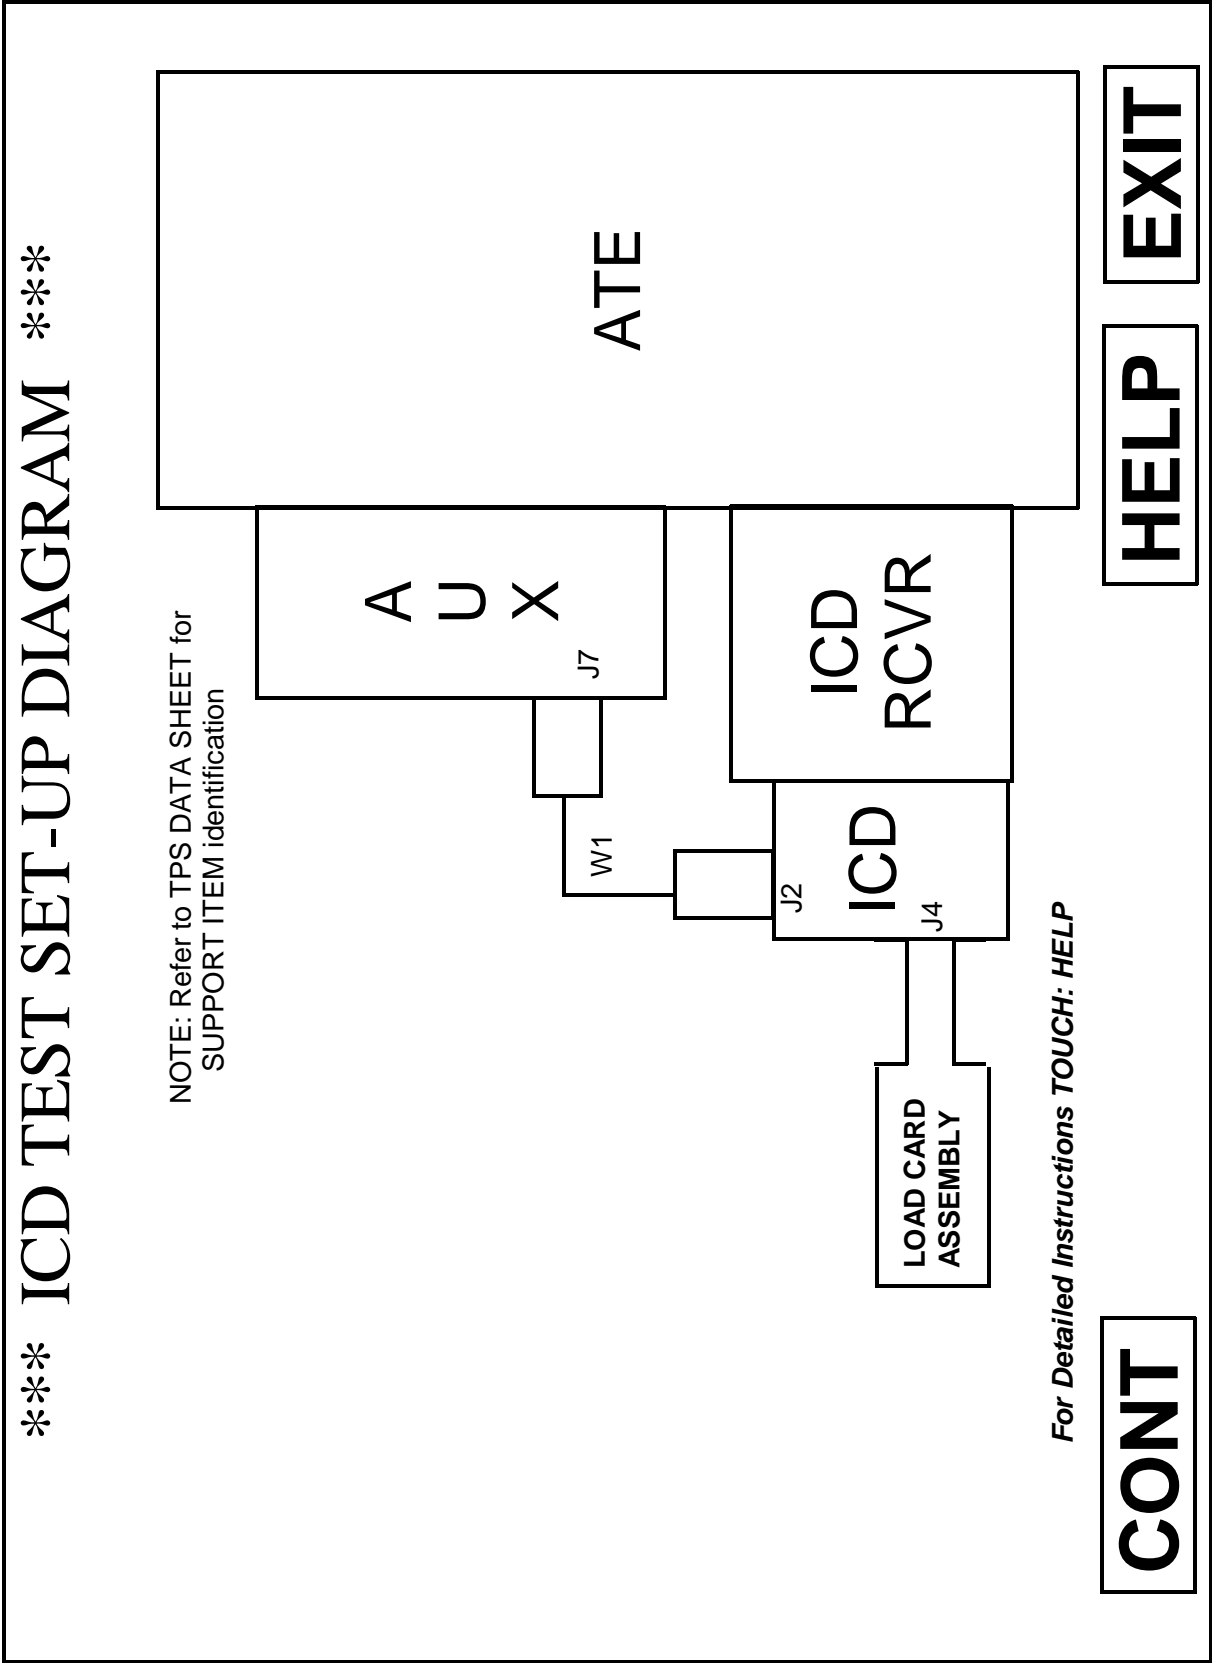 *** ICD TEST SET-UP DIAGRAM ***
NOTE: Refer to TPS DATA SHEET for
SUPPORT ITEM identification
A
U
X
J7
ATE
W1
J2
ICD
J4
ICD
RCVR
LOAD CARD
ASSEMBLY
For Detailed Instructions TOUCH: HELP
CONT
HELP
EXIT